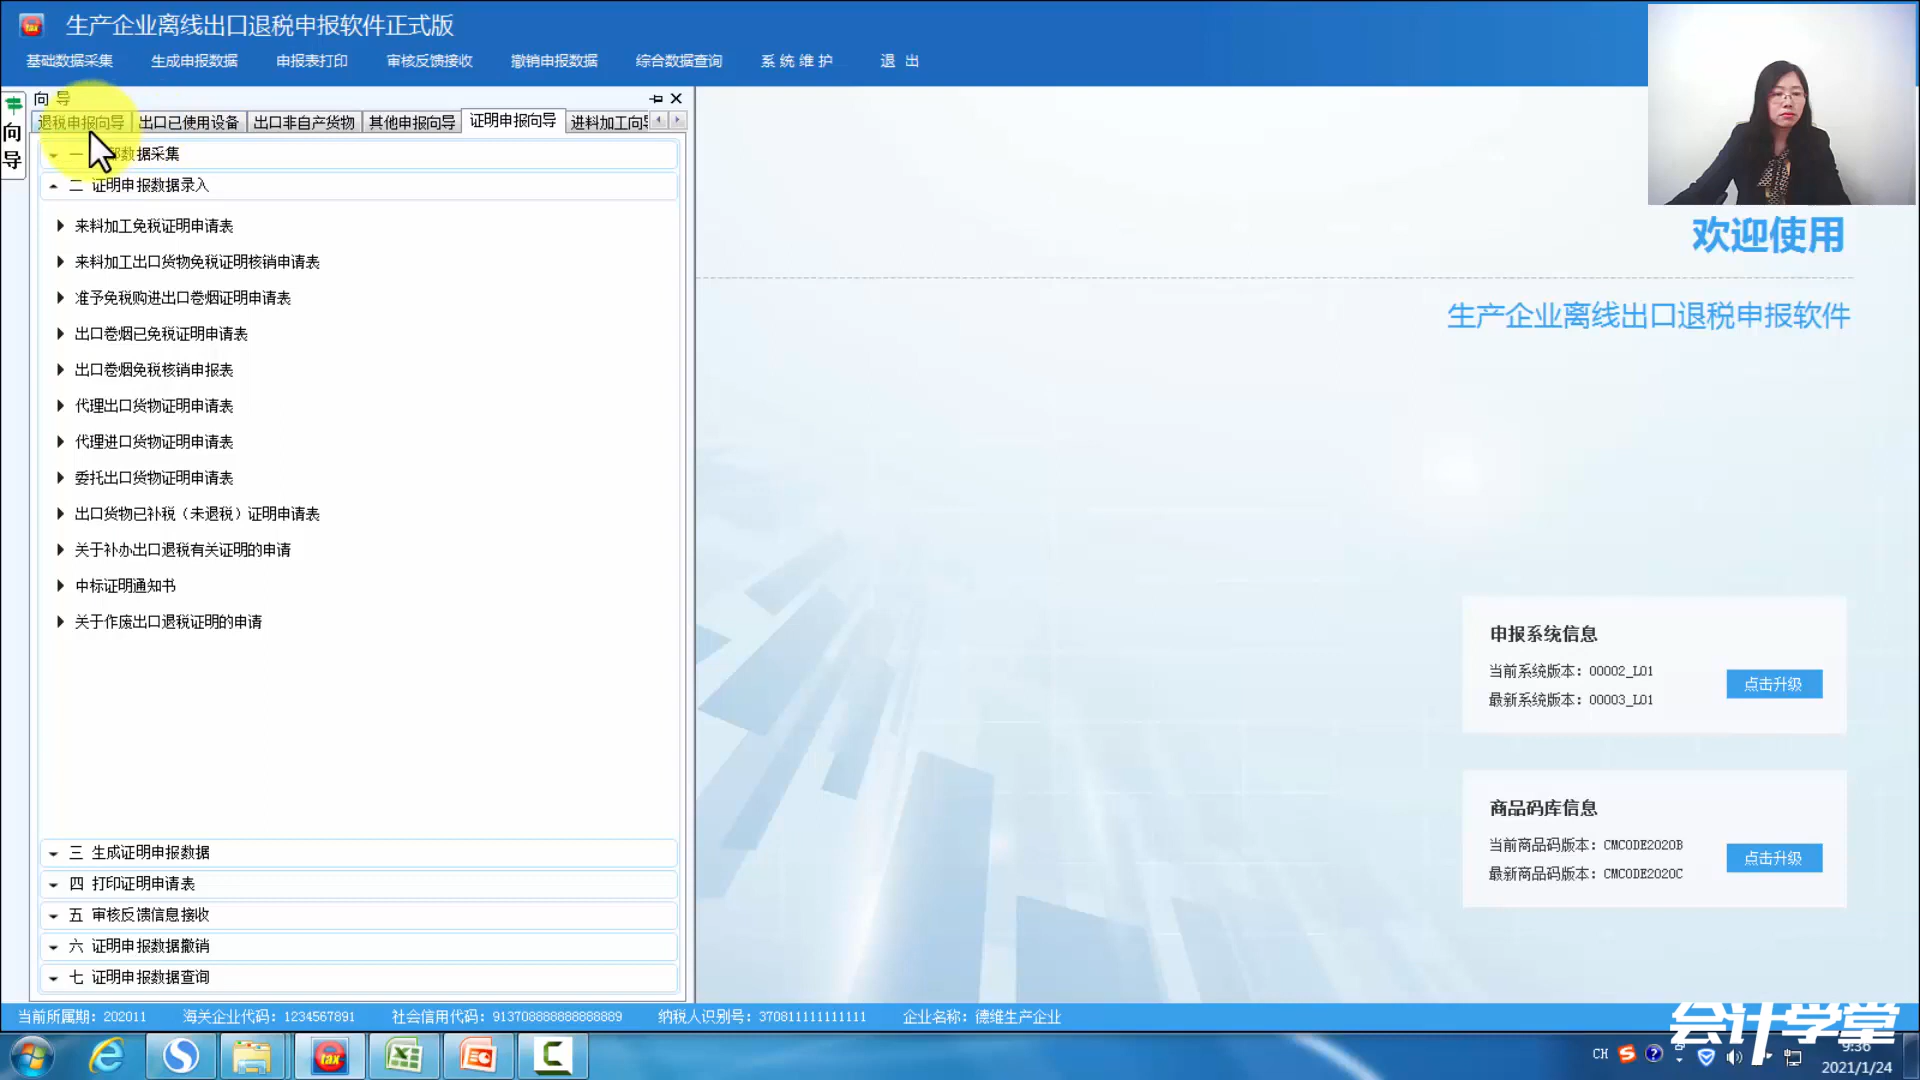 生产企业离线出口退税申报软件正式版
基础数据采集 生成申报数据 申报表打印 审核反馈接收 撤销申报数据 综合数据查询 系统维护 退出
向导
向导
退税申报向导 出口已使用设备 出口非自产货物 其他申报向导 证明申报向导 进料加工向导
一 部数据采集
二 证明申报数据录入
来料加工免税证明申请表
来料加工出口货物免税证明核销申请表
准予免税购进出口卷烟证明申请表
出口卷烟已免税证明申请表
出口卷烟免税核销申报表
代理出口货物证明申请表
代理进口货物证明申请表
委托出口货物证明申请表
出口货物已补税（未退税）证明申请表
关于补办出口退税有关证明的申请
中标证明通知书
关于作废出口退税证明的申请
三 生成证明申报数据
四 打印证明申请表
五 审核反馈信息接收
六 证明申报数据撤销
七 证明申报数据查询
欢迎使用
生产企业离线出口退税申报软件
申报系统信息
当前系统版本：00002_L01
最新系统版本：00003_L01
点击升级
商品码库信息
当前商品码版本：CMCODE2020B
最新商品码版本：CMCODE2020C
点击升级
当前所属期：202011 海关企业代码：1234567891 社会信用代码：913708888888888889 纳税人识别号：370811111111111 企业名称：德维生产企业
会计学堂
CH
9:36
2021/1/24